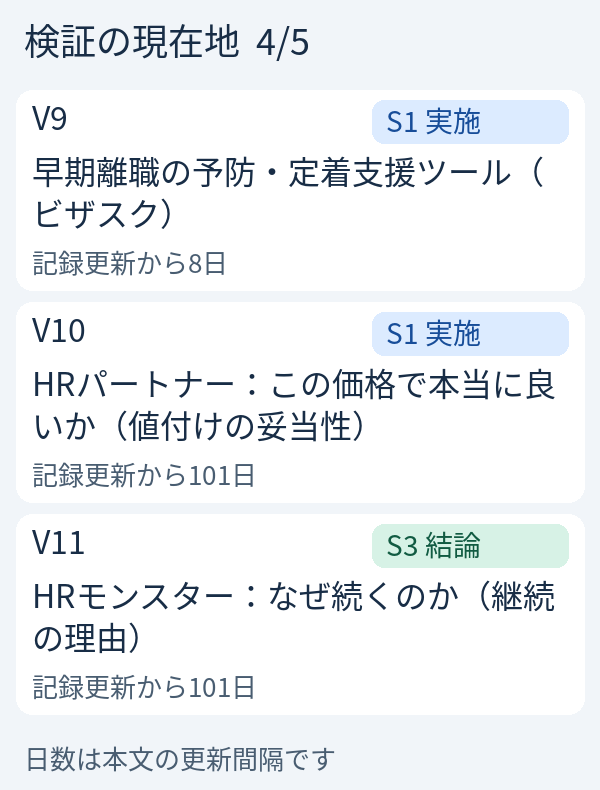 検証の現在地 4/5
V9
S1 実施
早期離職の予防・定着支援ツール（
ビザスク）
記録更新から8日
V10
S1 実施
HRパートナー：この価格で本当に良
いか（値付けの妥当性）
記録更新から101日
V11
S3 結論
HRモンスター：なぜ続くのか（継続
の理由）
記録更新から101日
日数は本文の更新間隔です